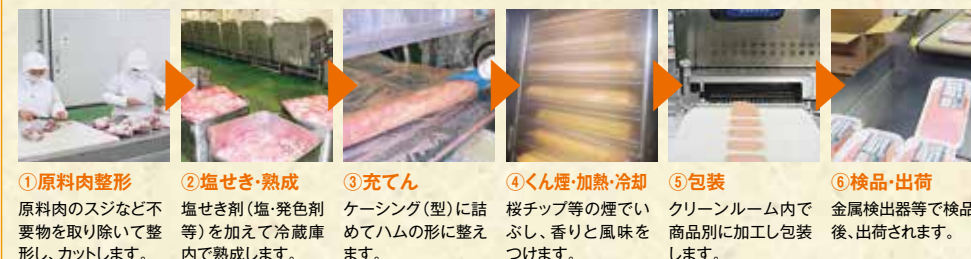 ①原料肉整形
原料肉のスジなど不
要物を取り除いて整
形し、カットします。
②塩せき・熟成
塩せき剤（塩・発色剤
等）を加えて冷蔵庫
内で熟成します。
③充てん
ケーシング（型）に詰
めてハムの形に整え
ます。
④くん煙・加熱・冷却
桜チップ等の煙でい
ぶし、香りと風味を
つけます。
⑤包装
クリーンルーム内で
商品別に加工し包装
します。
⑥検品・出荷
金属検出器等で検品
後、出荷されます。